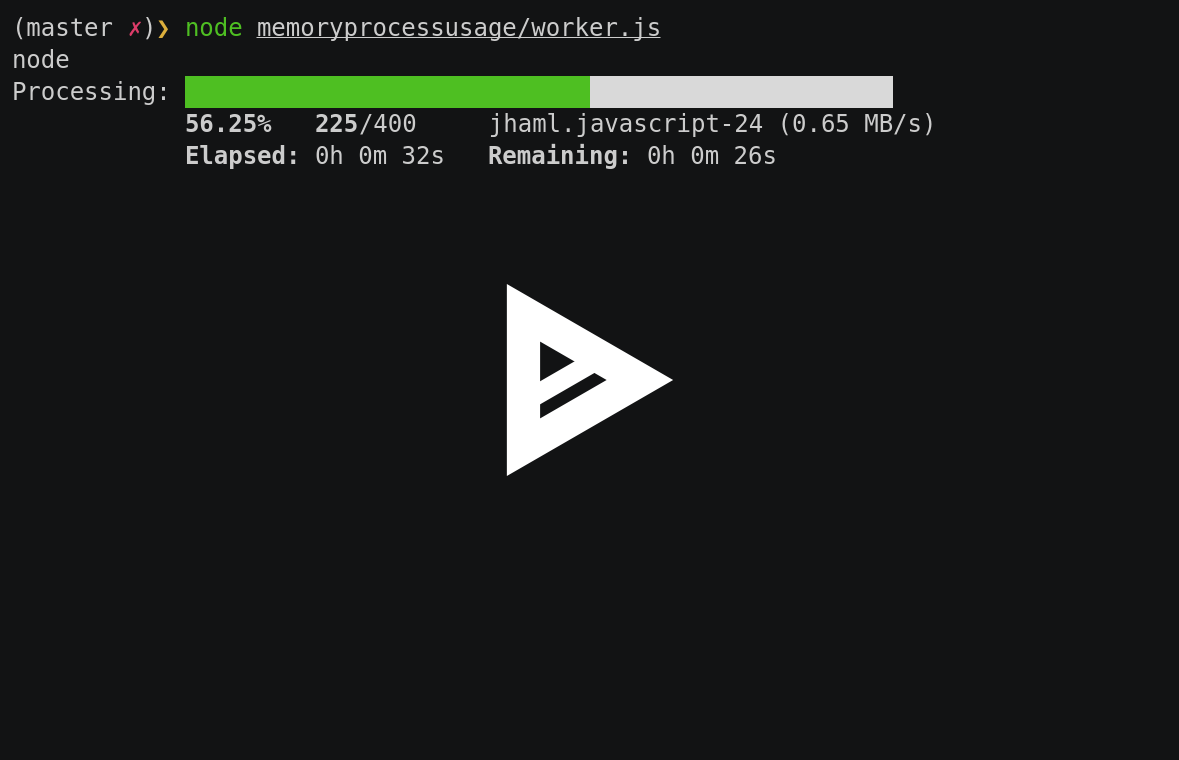 (master ✗)❯ node memoryprocessusage/worker.js
node
Processing:
56.25% 225/400 jhaml.javascript-24 (0.65 MB/s)
Elapsed: 0h 0m 32s Remaining: 0h 0m 26s